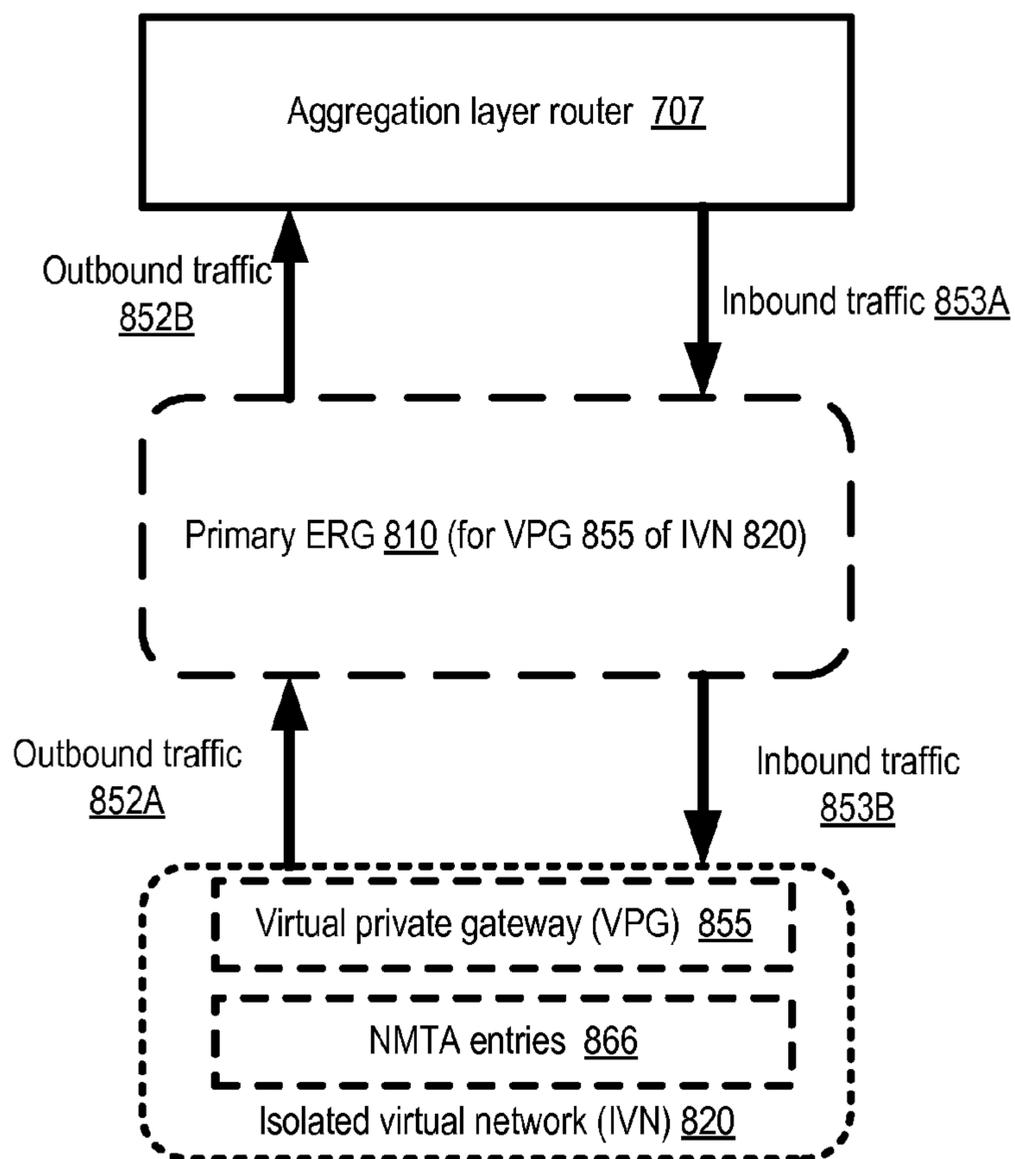 Aggregation layer router 707
Outbound traffic
852B
Inbound traffic 853A
Primary ERG 810 (for VPG 855 of IVN 820)
Outbound traffic
852A
Inbound traffic
853B
Virtual private gateway (VPG) 855
NMTA entries 866
Isolated virtual network (IVN) 820